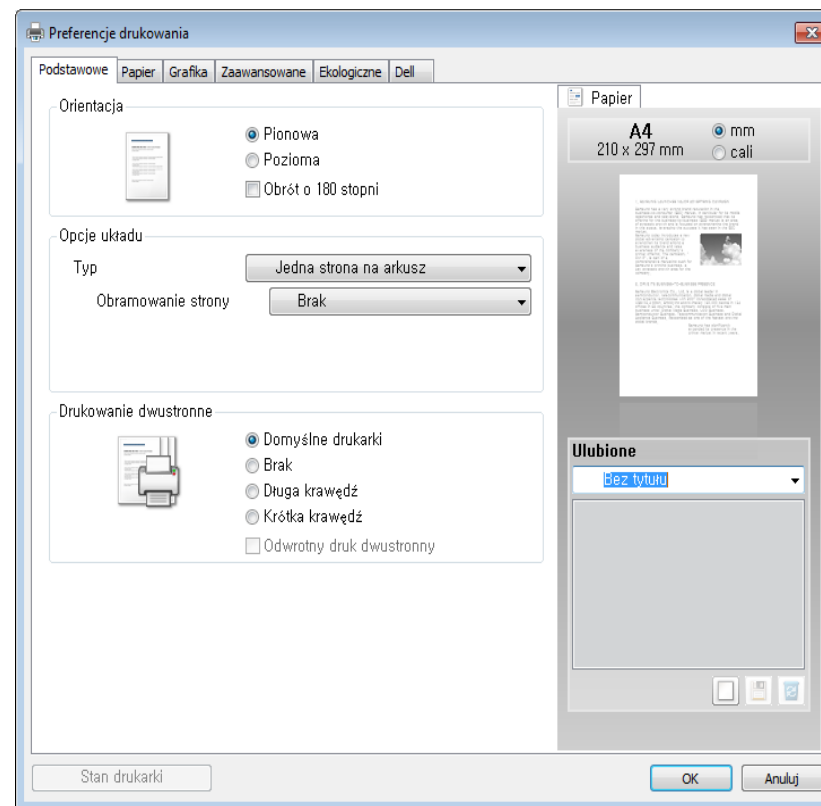 Preferencje drukowania
Podstawowe Papier Grafika Zaawansowane Ekologiczne Dell
Orientacja
Pionowa
Pozioma
Obrót o 180 stopni
Opcje układu
Typ Jedna strona na arkusz
Obramowanie strony Brak
Drukowanie dwustronne
Domyślne drukarki
Brak
Długa krawędź
Krótka krawędź
Odwrotny druk dwustronny
Papier
A4
210 x 297 mm
mm
cali
Ulubione
Bez tytułu
Stan drukarki
OK Anuluj